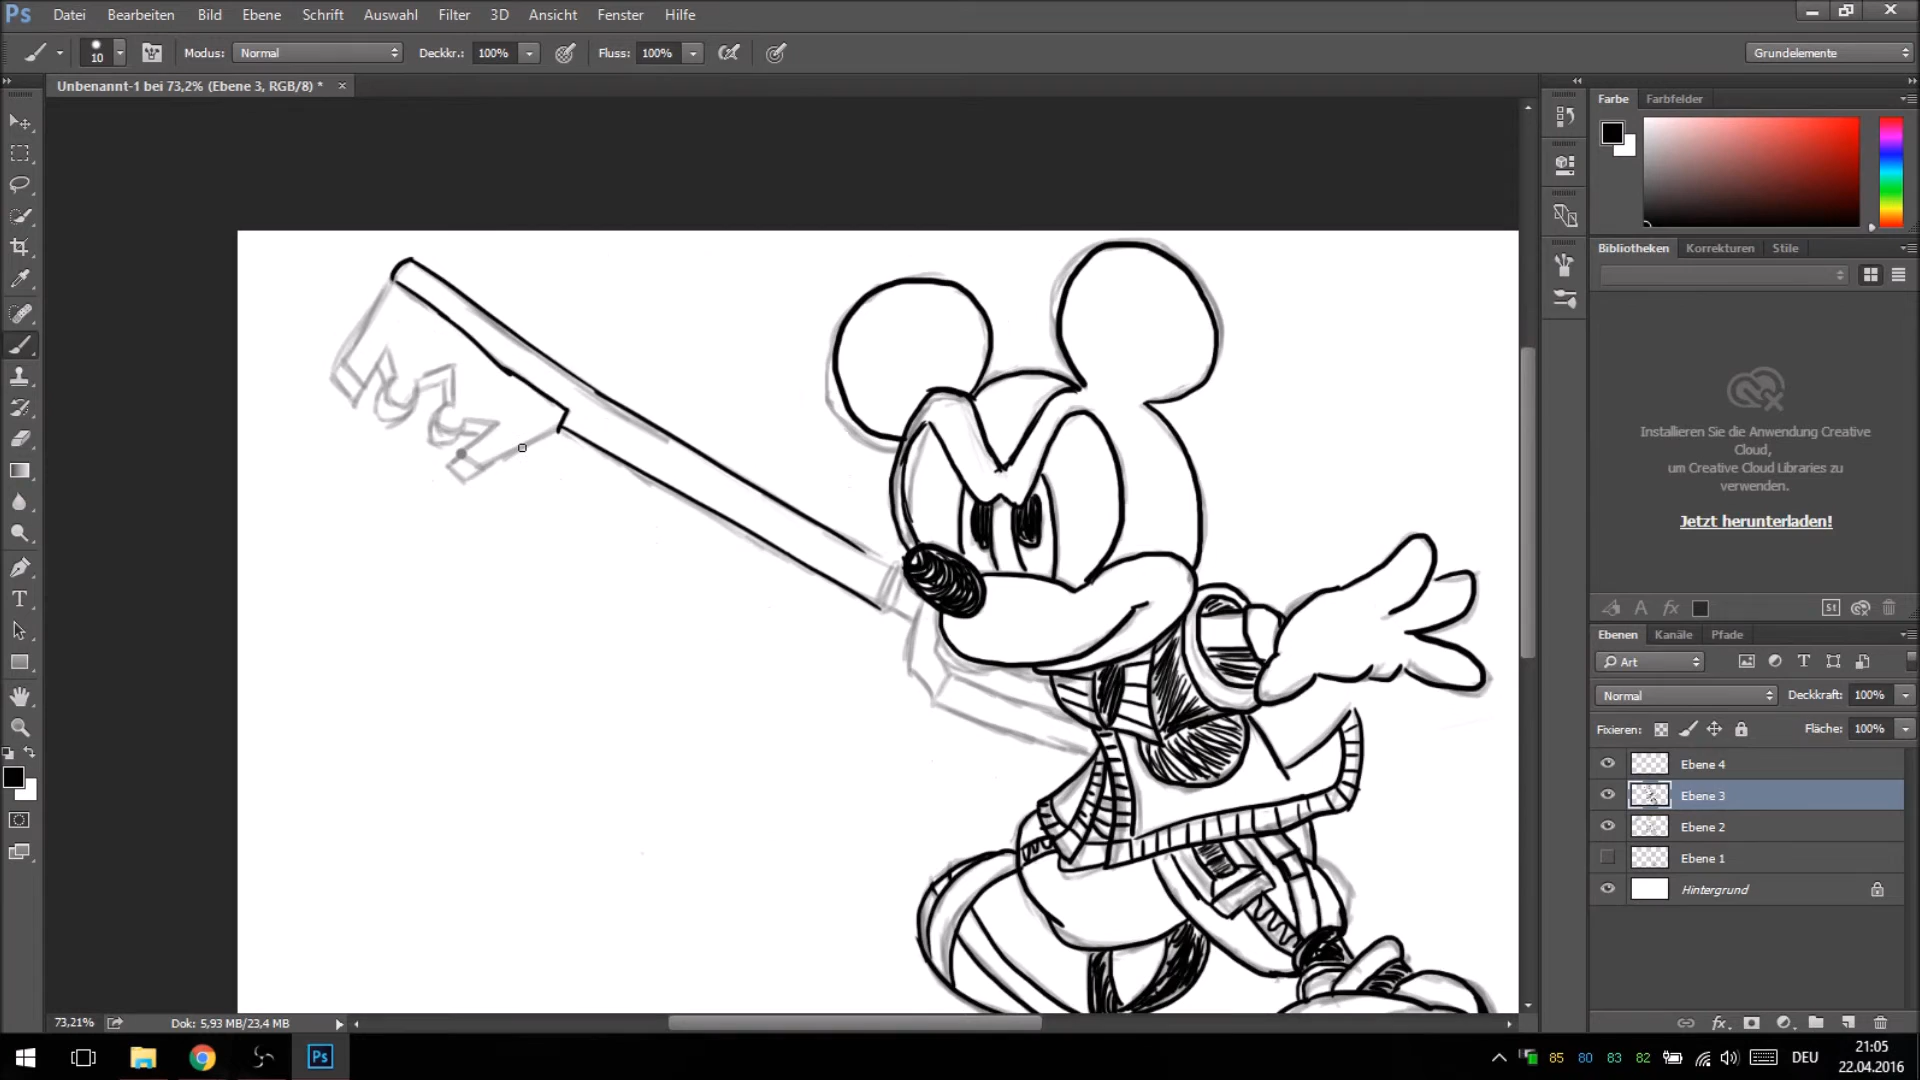 Ps Datei Bearbeiten Bild Ebene Schrift Auswahl Filter 3D Ansicht Fenster Hilfe
10 Modus: Normal Deckkr.: 100% Fluss: 100% Grundelemente
Unbenannt-1 bei 73,2% (Ebene 3, RGB/8) *
Farbe Farbfelder
Bibliotheken Korrekturen Stile
Installieren Sie die Anwendung Creative
Cloud,
um Creative Cloud Libraries zu
verwenden.
Jetzt herunterladen!
St
Ebenen Kanäle Pfade
Art
Normal Deckkraft: 100%
Fixieren: Fläche: 100%
Ebene 4
Ebene 3
Ebene 2
Ebene 1
Hintergrund
73,21% Dok: 5,93 MB/23,4 MB
Ps 85 80 83 82 DEU 21:05
22.04.2016